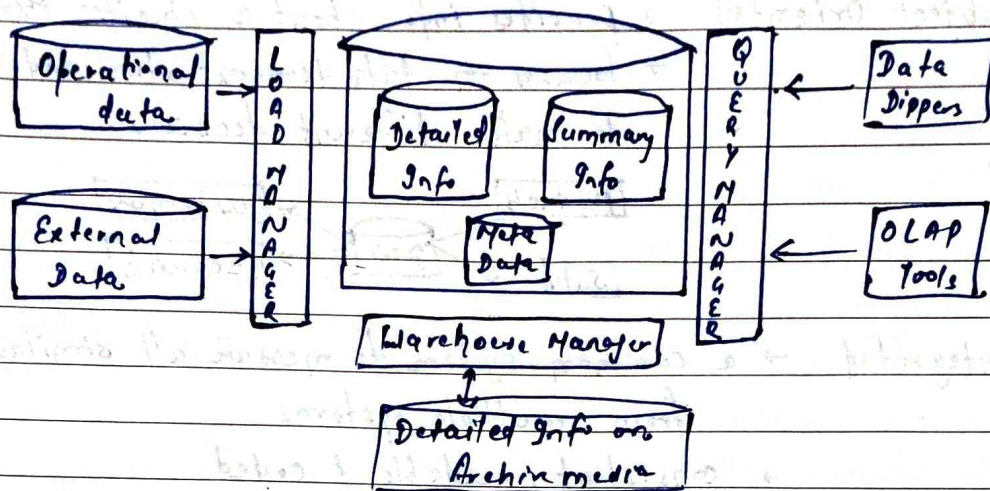 Operational
data
External
Data
LOAD MANAGER
Detailed
Info
Summary
Info
Meta
Data
QUERY MANAGER
Data
Dippers
OLAP
Tools
Warehouse Manager
Detailed Info on
Archive media